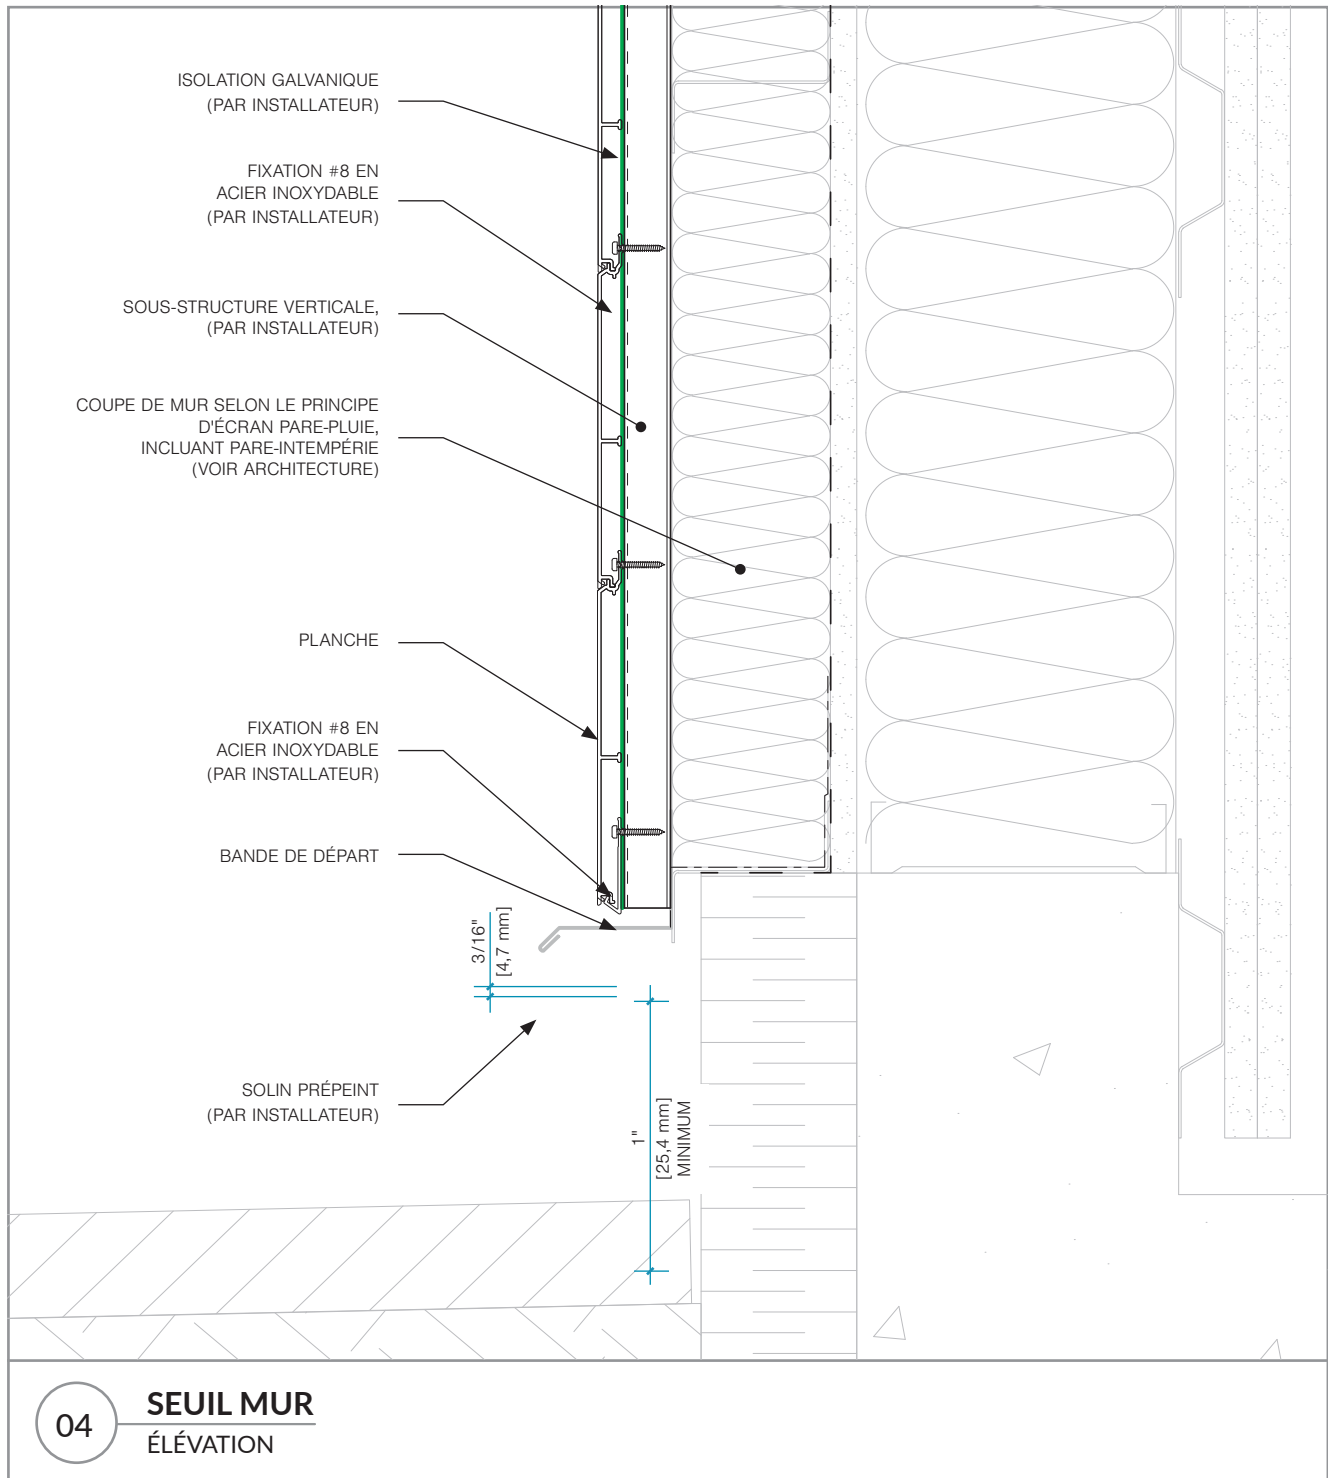 ISOLATION GALVANIQUE
(PAR INSTALLATEUR)
FIXATION #8 EN
ACIER INOXYDABLE
(PAR INSTALLATEUR)
SOUS-STRUCTURE VERTICALE,
(PAR INSTALLATEUR)
COUPE DE MUR SELON LE PRINCIPE
D'ÉCRAN PARE-PLUIE,
INCLUANT PARE-INTEMPÉRIE
(VOIR ARCHITECTURE)
PLANCHE
FIXATION #8 EN
ACIER INOXYDABLE
(PAR INSTALLATEUR)
BANDE DE DÉPART
3/16"
[4,7 mm]
SOLIN PRÉPEINT
(PAR INSTALLATEUR)
1"
[25,4 mm]
MINIMUM
04
SEUIL MUR
ÉLÉVATION